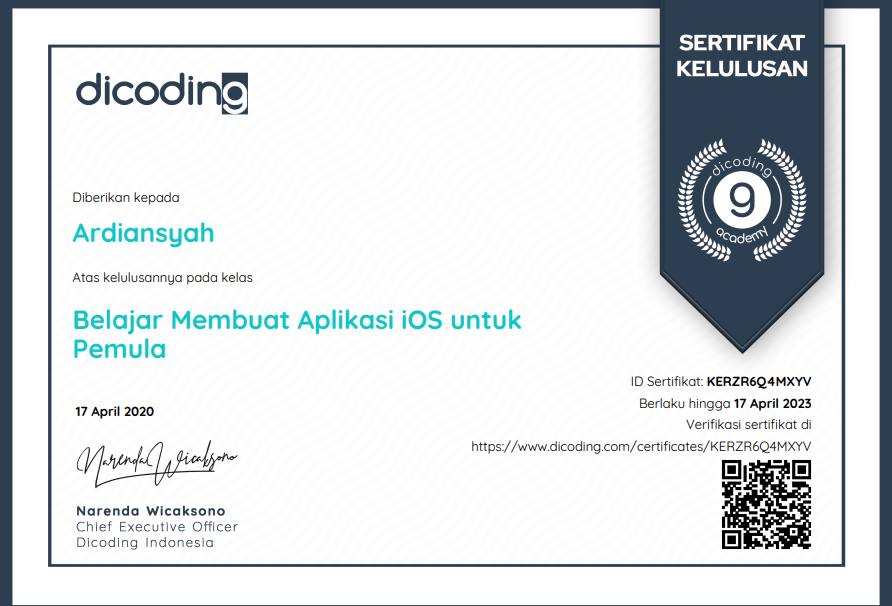 SERTIFIKAT
KELULUSAN
dicoding
dicoding
9
academy
Diberikan kepada
Ardiansyah
Atas kelulusannya pada kelas
Belajar Membuat Aplikasi iOS untuk
Pemula
17 April 2020
Narenda Wicaksono
Narenda Wicaksono
Chief Executive Officer
Dicoding Indonesia
ID Sertifikat: KERZR6Q4MXYV
Berlaku hingga 17 April 2023
Verifikasi sertifikat di
https://www.dicoding.com/certificates/KERZR6Q4MXYV